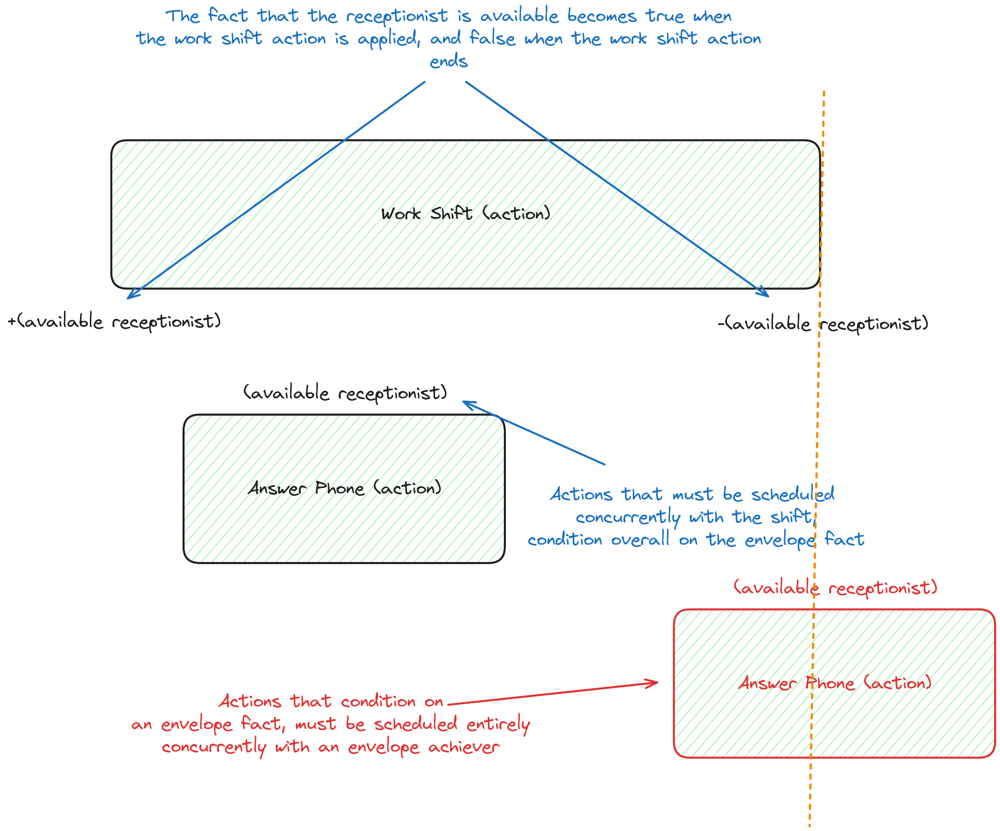 The fact that the receptionist is available becomes true when
the work shift action is applied, and false when the work shift action
ends
Work Shift (action)
+(available receptionist)
-(available receptionist)
(available receptionist)
Answer Phone (action)
Actions that must be scheduled
concurrently with the shift,
condition overall on the envelope fact
(available receptionist)
Answer Phone (action)
Actions that condition on
an envelope fact, must be scheduled entirely
concurrently with an envelope achiever